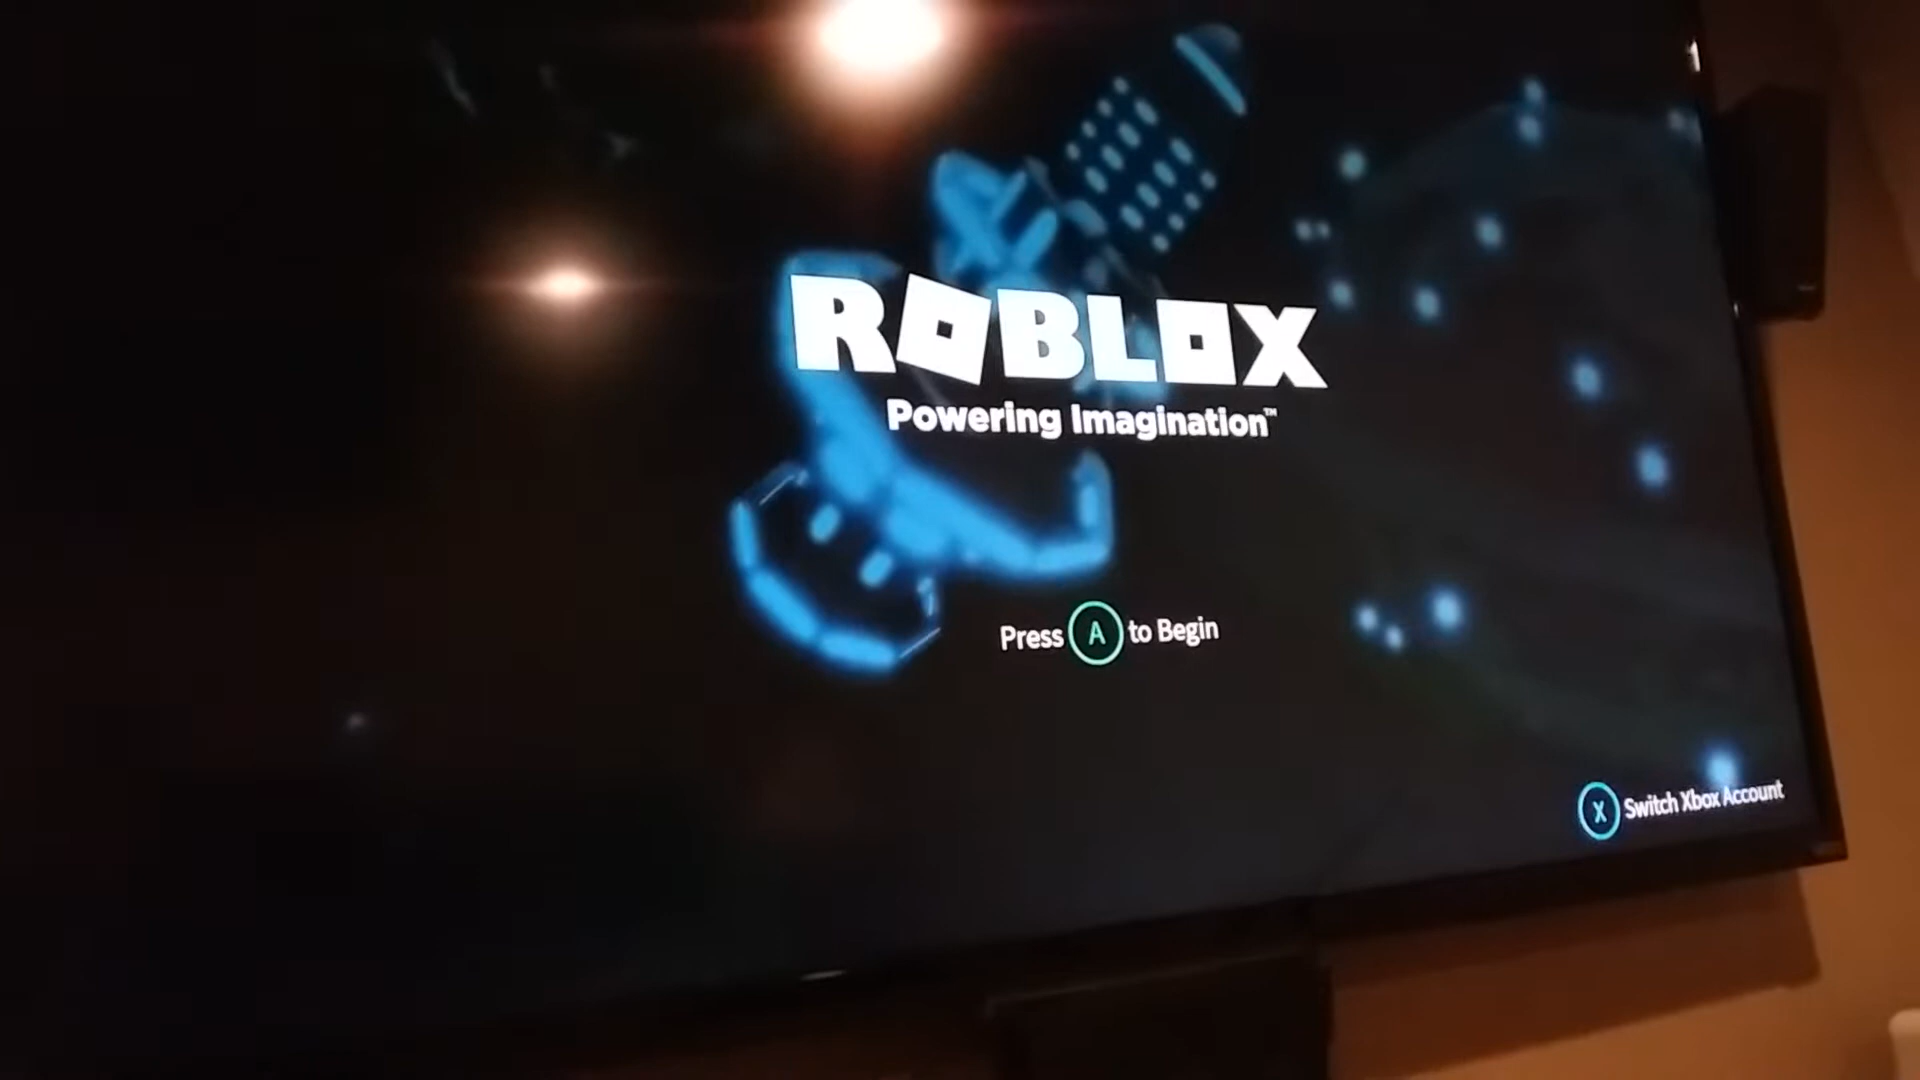 ROBLOX
Powering Imagination™
Press A to Begin
X Switch Xbox Account